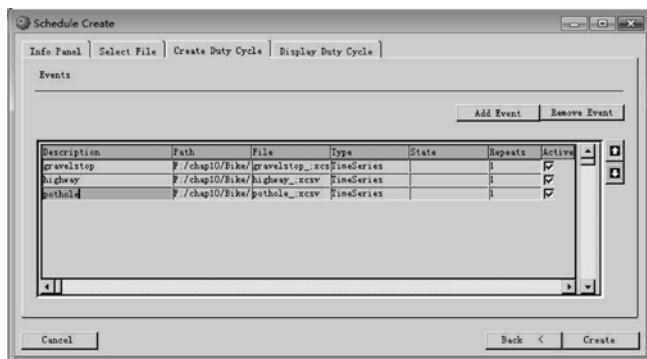 Schedule Create
Info Panel Select File Create Duty Cycle Display Duty Cycle
Events
Add Event Remove Event
Description Path File Type State Repeats Active
gravelstop F:/chap10/Bike/ gravelstop_;xcs TimeSeries 1
highway F:/chap10/Bike/ highway_;xcsv TimeSeries 1
pothole F:/chap10/Bike/ pothole_;xcsv TimeSeries 1
Cancel Back < Create